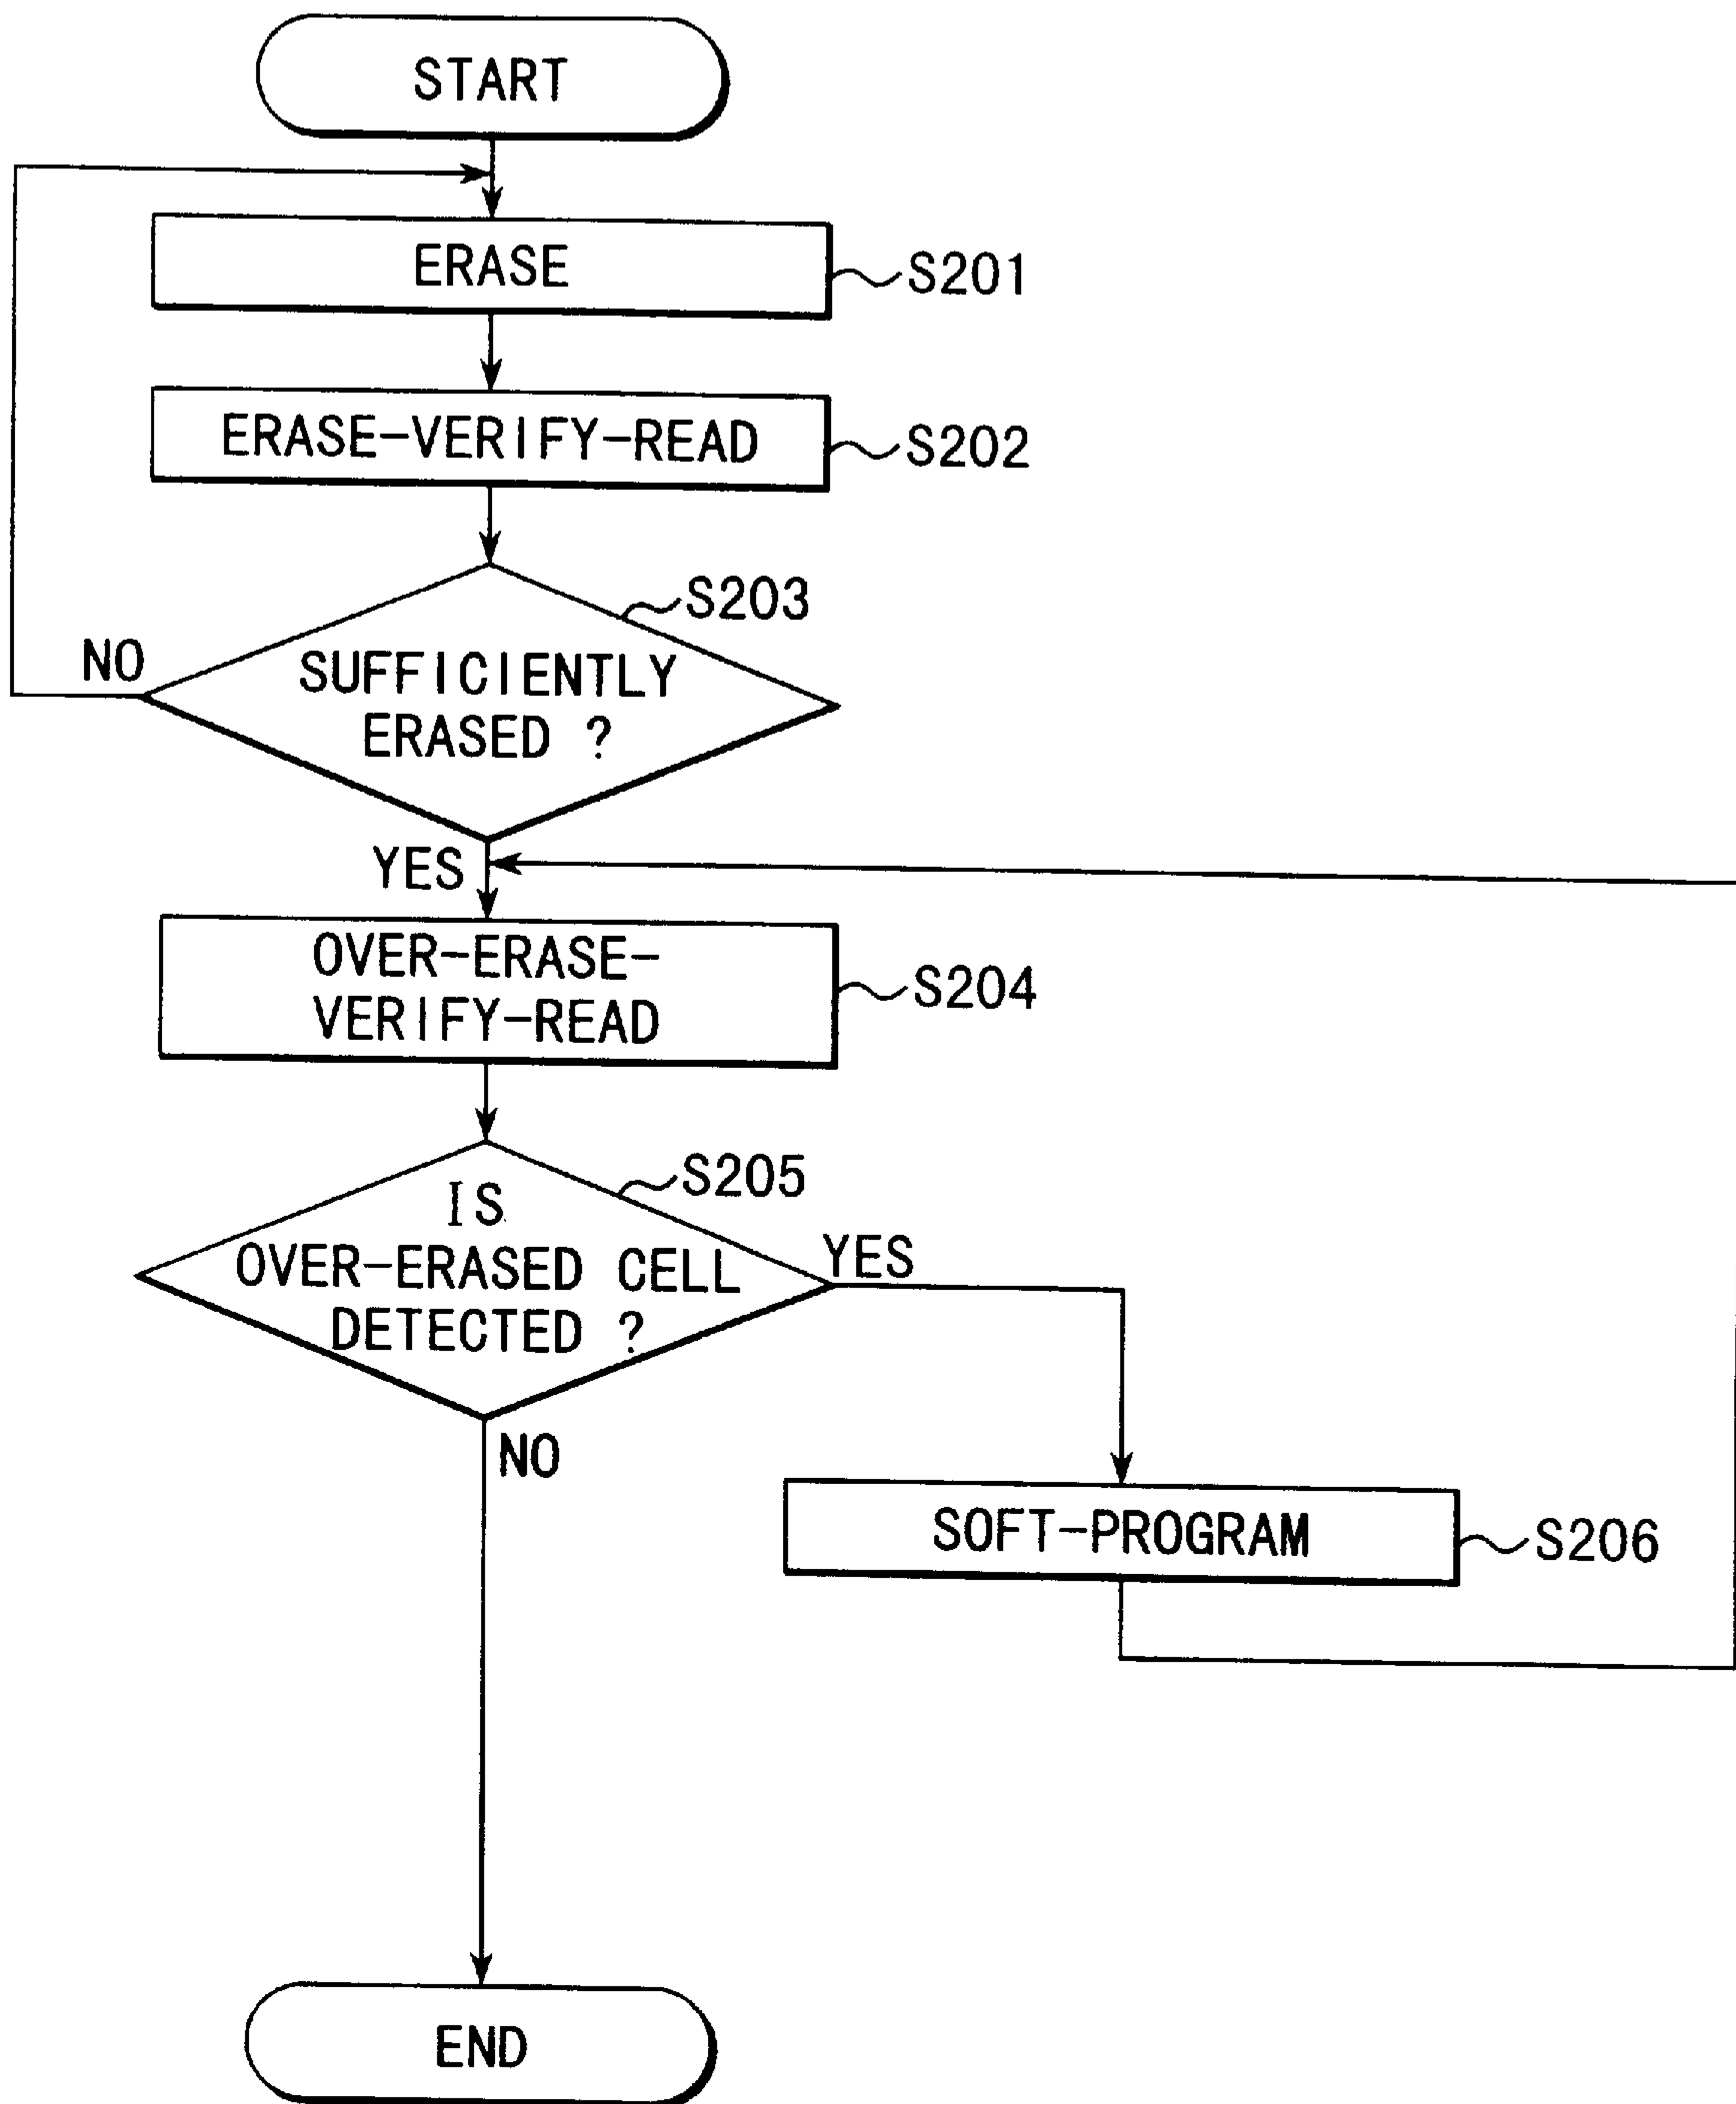 START
ERASE
S201
ERASE-VERIFY-READ
S202
S203
NO
SUFFICIENTLY
ERASED ?
YES
OVER-ERASE-
VERIFY-READ
S204
S205
IS
OVER-ERASED CELL
DETECTED ?
YES
NO
SOFT-PROGRAM
S206
END